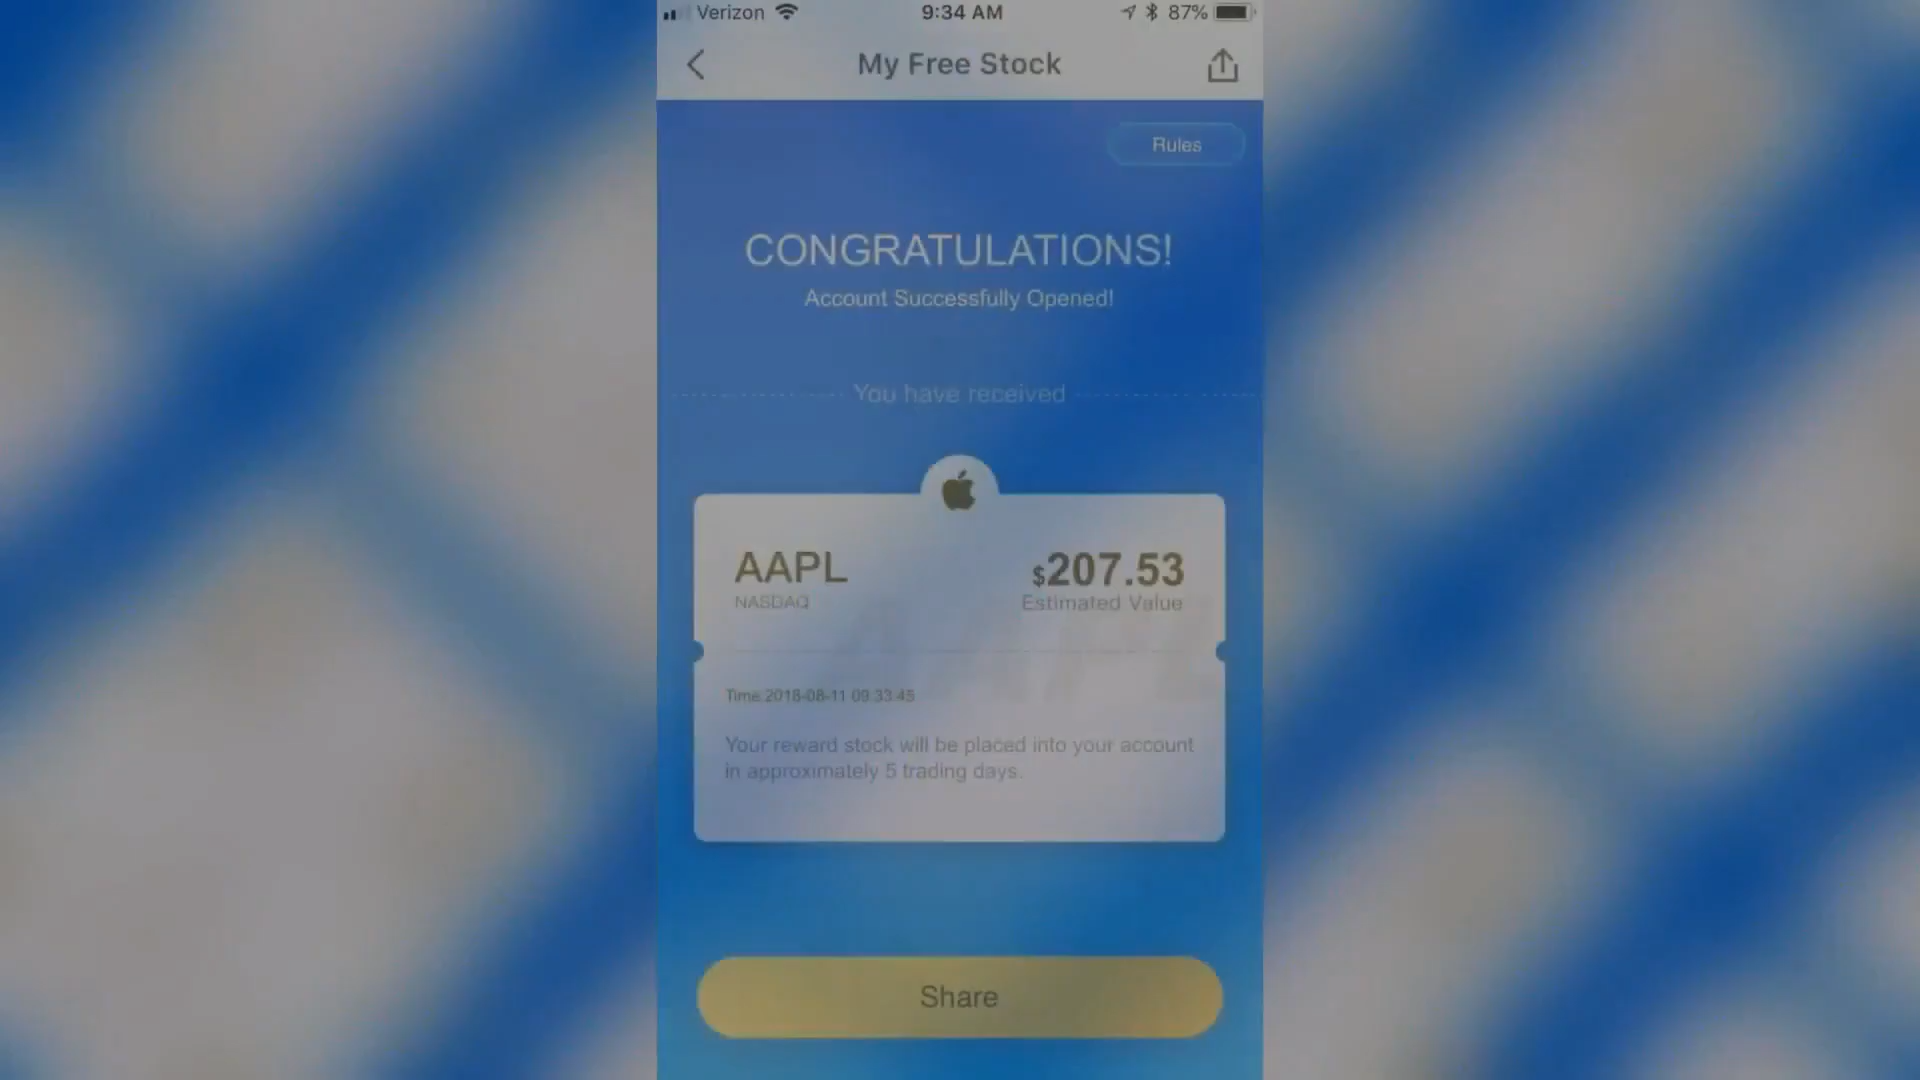 Verizon 9:34 AM 87%
My Free Stock
Rules
CONGRATULATIONS!
Account Successfully Opened!
You have received
AAPL $207.53
NASDAQ Estimated Value
AAPL
Time 2018-08-11 09:33:45
Your reward stock will be placed into your account
in approximately 5 trading days.
Share